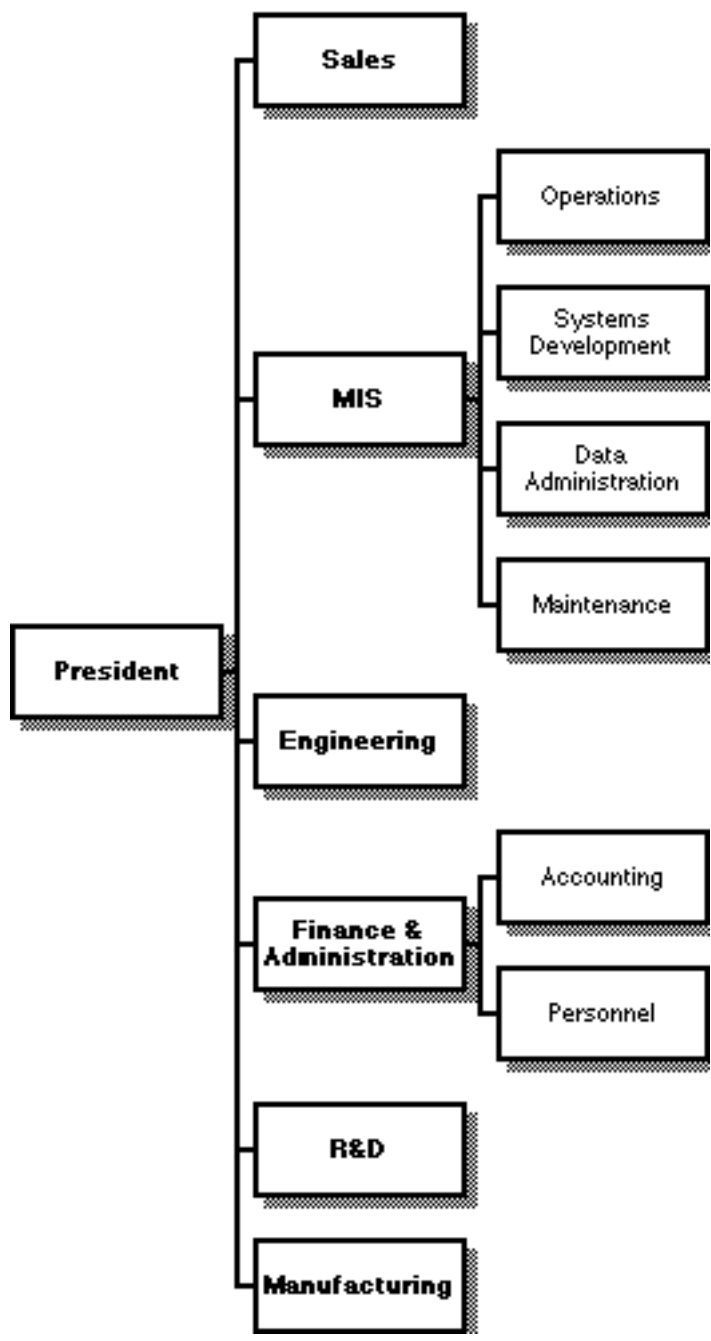 Sales
Operations
Systems
Development
MIS
Data
Administration
Maintenance
President
Engineering
Accounting
Finance &
Administration
Personnel
R&D
Manufacturing